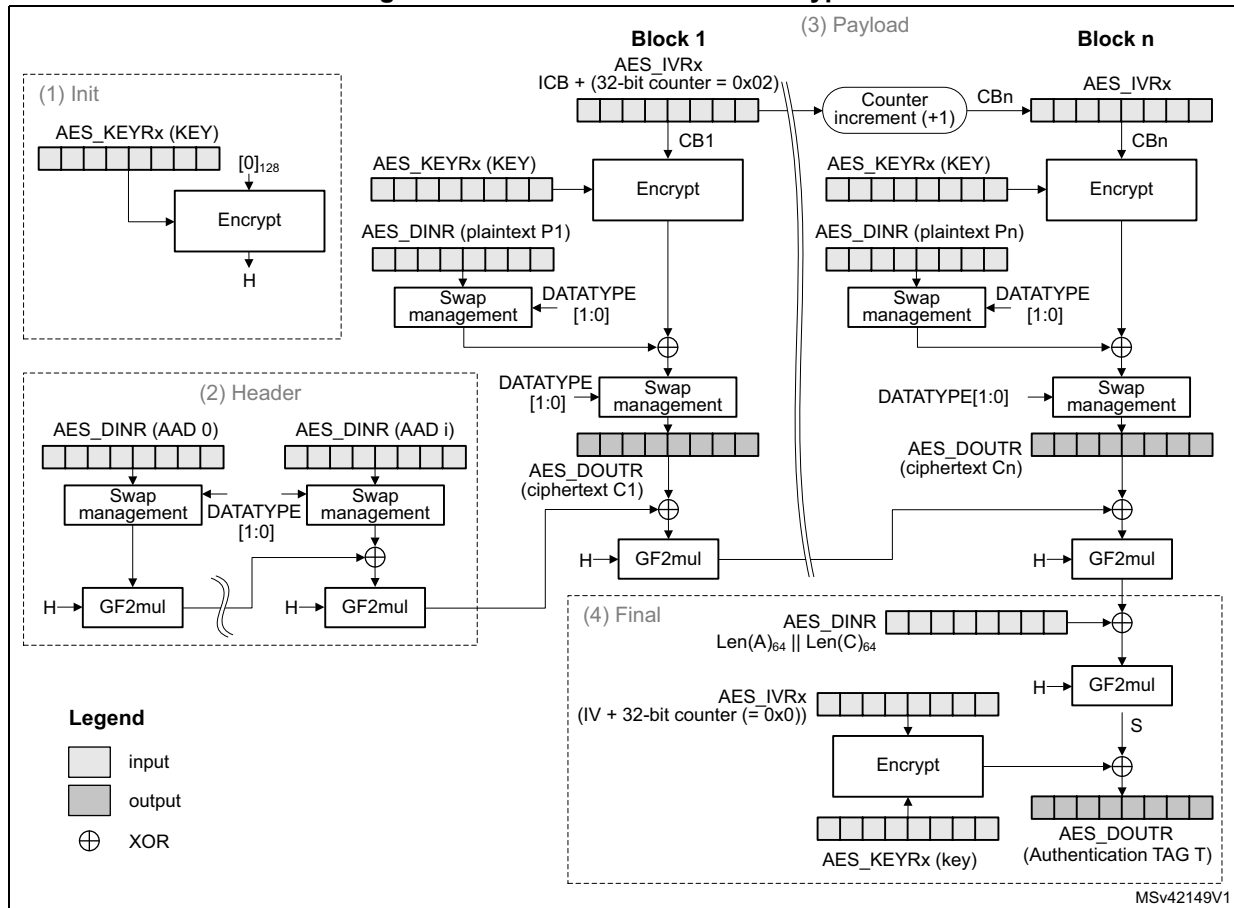 (3) Payload
Block 1
Block n
AES_IVRx
ICB + (32-bit counter = 0x02)
Counter
increment (+1)
CBn
AES_IVRx
CB1
CBn
(1) Init
AES_KEYRx (KEY)
[0]128
Encrypt
H
AES_KEYRx (KEY)
Encrypt
AES_DINR (plaintext P1)
Swap
management
DATATYPE
[1:0]
DATATYPE
[1:0]
Swap
management
AES_DOUTR
(ciphertext C1)
H
GF2mul
AES_KEYRx (KEY)
Encrypt
AES_DINR (plaintext Pn)
Swap
management
DATATYPE
[1:0]
DATATYPE[1:0]
Swap
management
AES_DOUTR
(ciphertext Cn)
H
GF2mul
(2) Header
AES_DINR (AAD 0)
AES_DINR (AAD i)
Swap
management
DATATYPE
[1:0]
Swap
management
H
GF2mul
H
GF2mul
(4) Final
AES_DINR
Len(A)64 || Len(C)64
H
GF2mul
AES_IVRx
(IV + 32-bit counter (= 0x0))
S
Encrypt
AES_KEYRx (key)
AES_DOUTR
(Authentication TAG T)
Legend
input
output
XOR
MSv42149V1